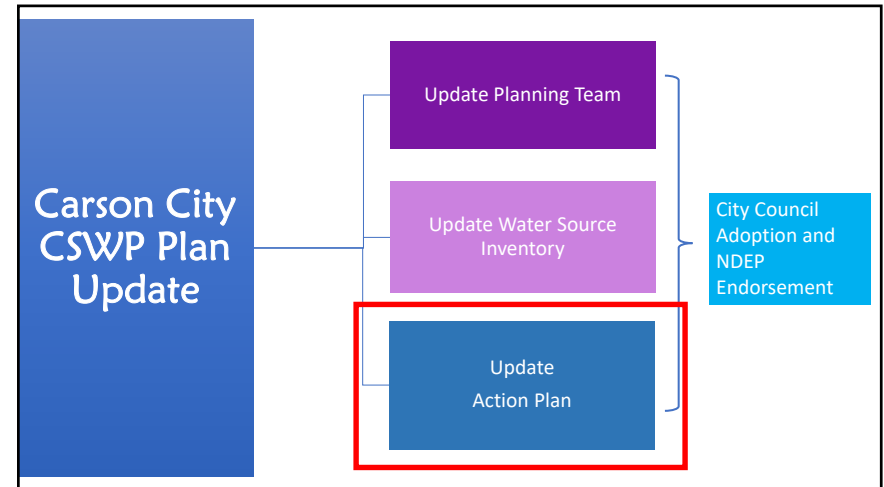 Carson City
CSWP Plan
Update
Update Planning Team
Update Water Source
Inventory
Update
Action Plan
City Council
Adoption and
NDEP
Endorsement